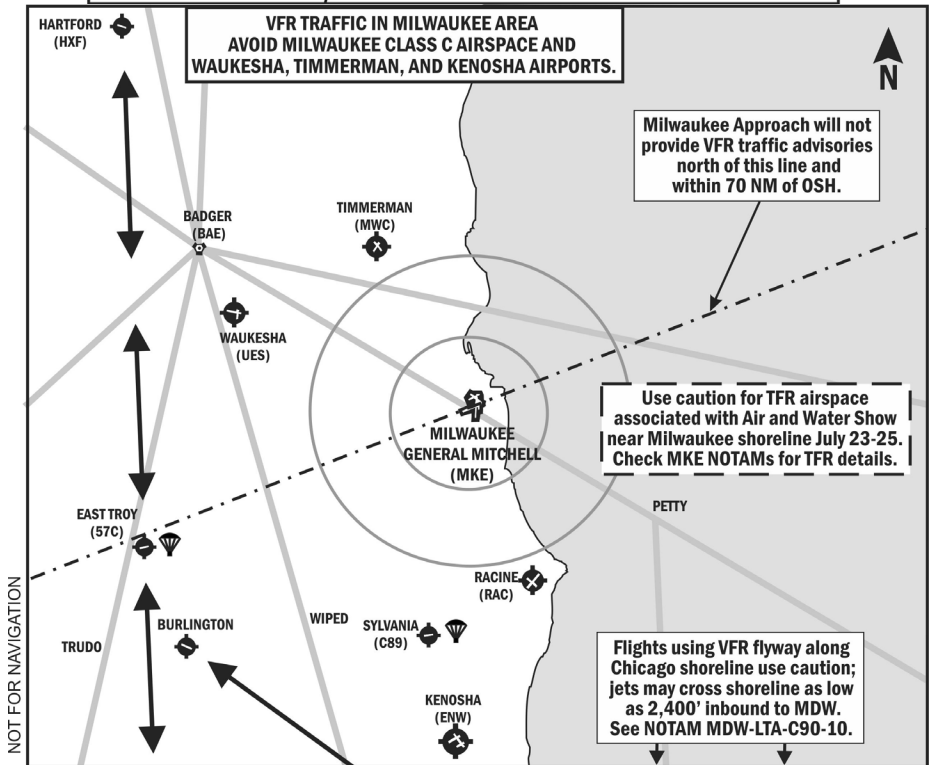 VFR TRAFFIC IN MILWAUKEE AREA
AVOID MILWAUKEE CLASS C AIRSPACE AND
WAUKESHA, TIMMERMAN, AND KENOSHA AIRPORTS.
HARTFORD
(HXF)
N
Milwaukee Approach will not
provide VFR traffic advisories
north of this line and
within 70 NM of OSH.
BADGER
(BAE)
TIMMERMAN
(MWC)
WAUKESHA
(UES)
Use caution for TFR airspace
associated with Air and Water Show
near Milwaukee shoreline July 23-25.
Check MKE NOTAMs for TFR details.
MILWAUKEE
GENERAL MITCHELL
(MKE)
PETTY
EAST TROY
(57C)
RACINE
(RAC)
WIPED
SYLVANIA
(C89)
BURLINGTON
TRUDO
KENOSHA
(ENW)
Flights using VFR flyway along
Chicago shoreline use caution;
jets may cross shoreline as low
as 2,400' inbound to MDW.
See NOTAM MDW-LTA-C90-10.
NOT FOR NAVIGATION